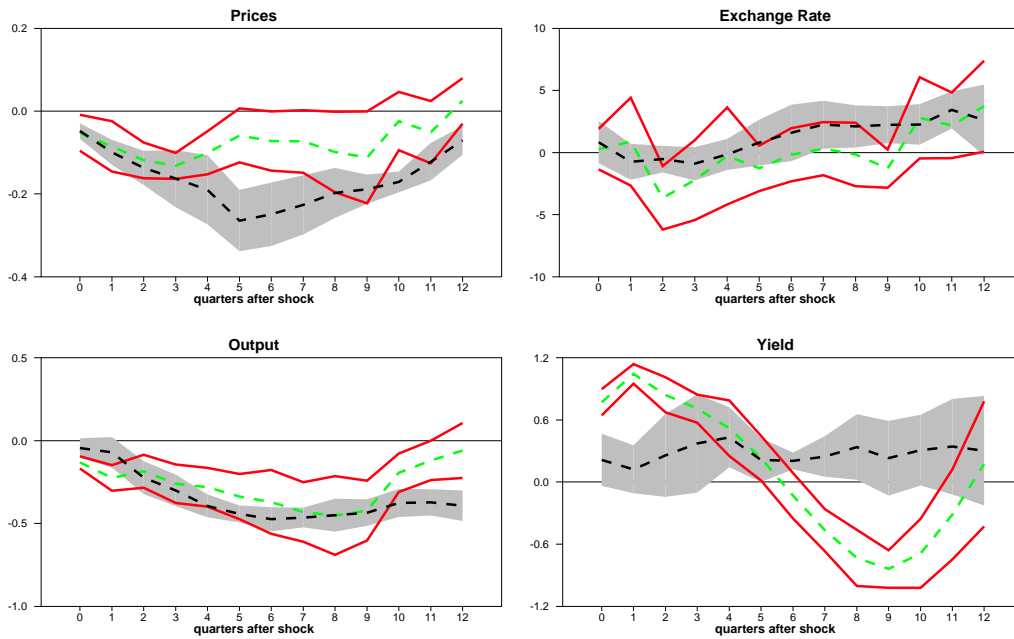 Prices
0.2
0.0
-0.2
-0.4
0 1 2 3 4 5 6 7 8 9 10 11 12
quarters after shock
Exchange Rate
10
5
0
-5
-10
0 1 2 3 4 5 6 7 8 9 10 11 12
quarters after shock
Output
0.5
0.0
-0.5
-1.0
0 1 2 3 4 5 6 7 8 9 10 11 12
quarters after shock
Yield
1.2
0.6
0.0
-0.6
-1.2
0 1 2 3 4 5 6 7 8 9 10 11 12
quarters after shock